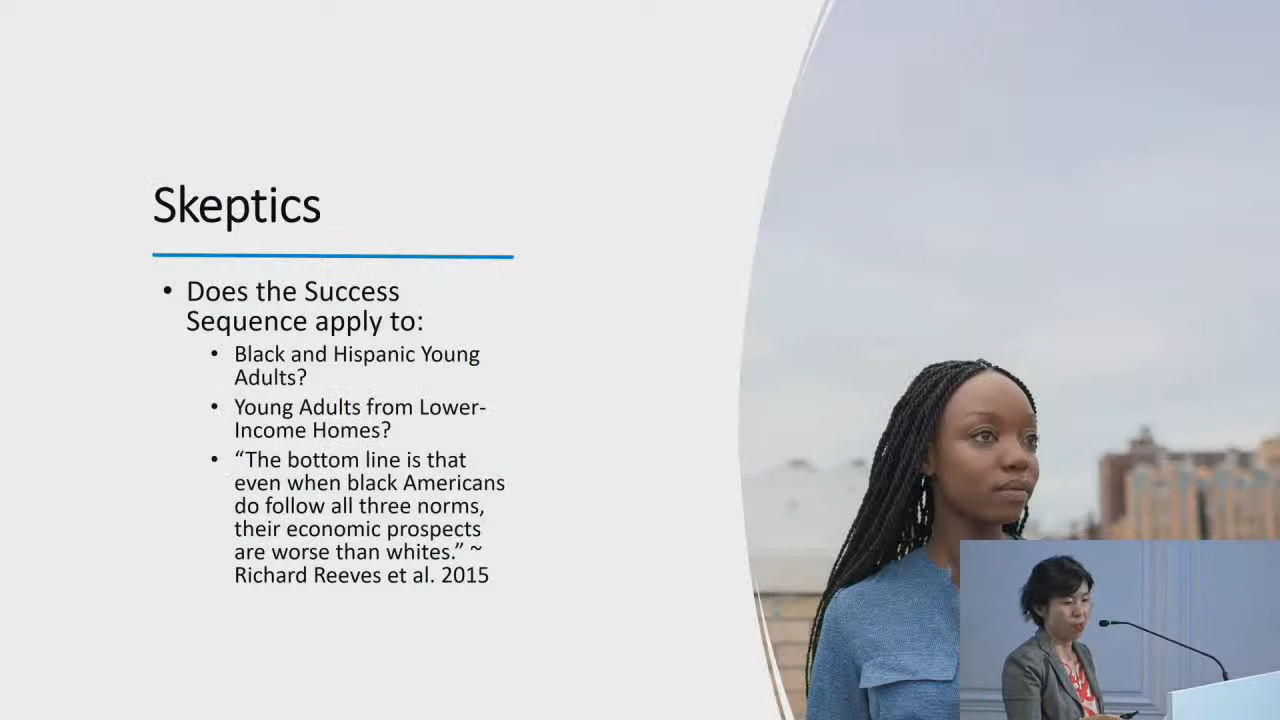 Skeptics
• Does the Success
Sequence apply to:
• Black and Hispanic Young
Adults?
• Young Adults from Lower-
Income Homes?
• “The bottom line is that
even when black Americans
do follow all three norms,
their economic prospects
are worse than whites.” ~
Richard Reeves et al. 2015